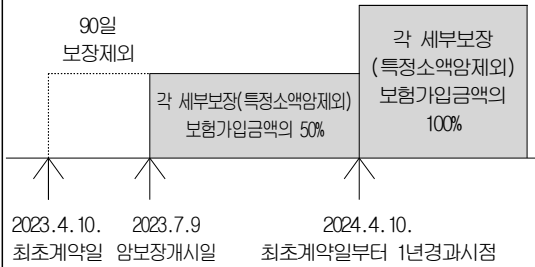 90일
보장제외
각 세부보장(특정소액암제외)
보험가입금액의 50%
각 세부보장
(특정소액암제외)
보험가입금액의
100%
2023.4.10.
최초계약일
2023.7.9
암보장개시일
2024.4.10.
최초계약일부터 1년경과시점